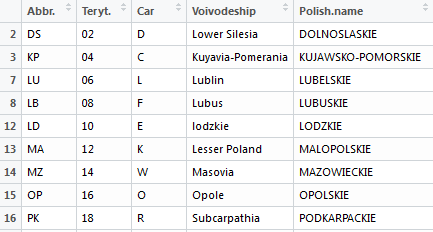 Abbr. Teryt. Car Voivodeship Polish.name
2 DS 02 D Lower Silesia DOLNOSLASKIE
3 KP 04 C Kuyavia-Pomerania KUJAWSKO-POMORSKIE
7 LU 06 L Lublin LUBELSKIE
8 LB 08 F Lubus LUBUSKIE
12 LD 10 E lodzkie LODZKIE
13 MA 12 K Lesser Poland MALOPOLSKIE
14 MZ 14 W Masovia MAZOWIECKIE
15 OP 16 O Opole OPOLSKIE
16 PK 18 R Subcarpathia PODKARPACKIE